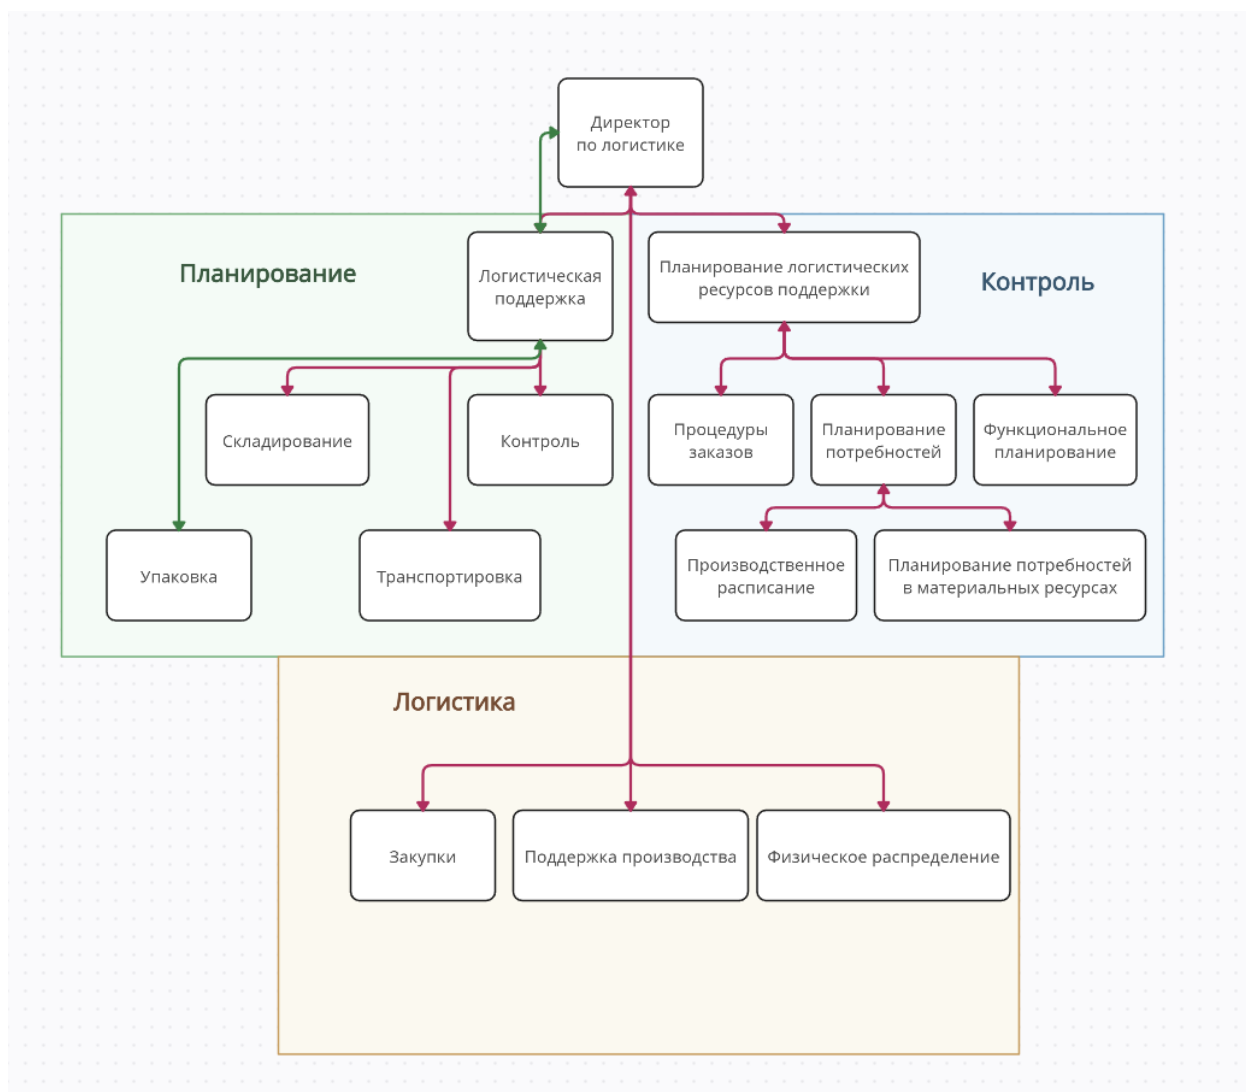 Директор
по логистике
Планирование
Логистическая
поддержка
Планирование логистических
ресурсов поддержки
Контроль
Складирование
Контроль
Процедуры
заказов
Планирование
потребностей
Функциональное
планирование
Упаковка
Транспортировка
Производственное
расписание
Планирование потребностей
в материальных ресурсах
Логистика
Закупки
Поддержка производства
Физическое распределение